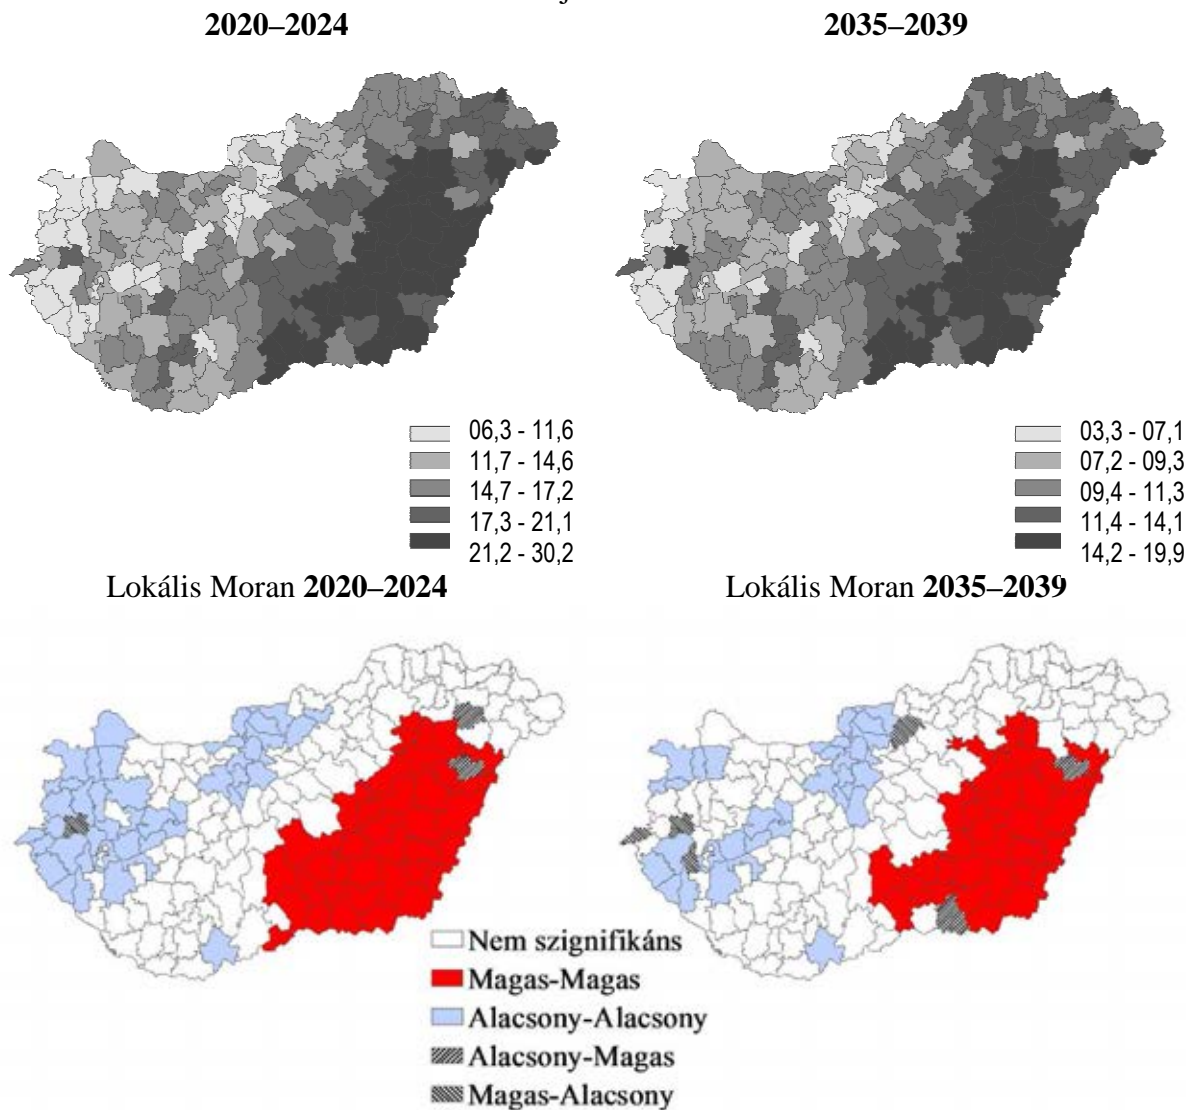 2020–2024
2035–2039
06,3 - 11,6
11,7 - 14,6
14,7 - 17,2
17,3 - 21,1
21,2 - 30,2
03,3 - 07,1
07,2 - 09,3
09,4 - 11,3
11,4 - 14,1
14,2 - 19,9
Lokális Moran 2020–2024
Lokális Moran 2035–2039
Nem szignifikáns
Magas-Magas
Alacsony-Alacsony
Alacsony-Magas
Magas-Alacsony